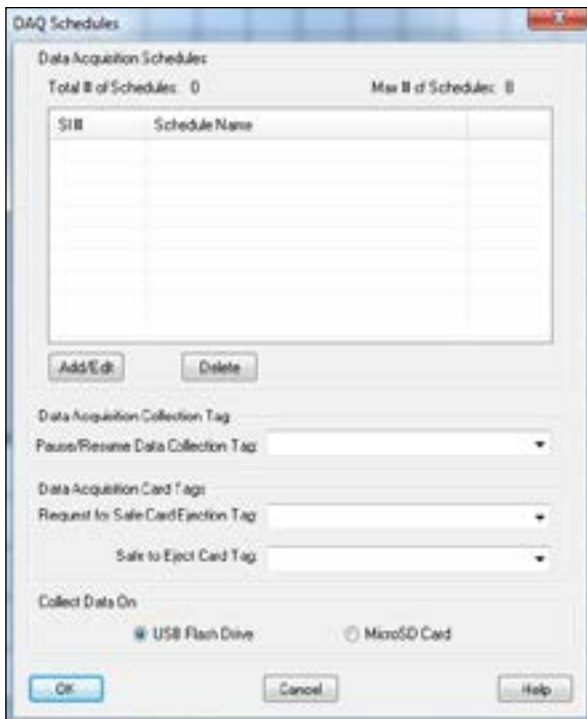 DAQ Schedules
Data Acquisition Schedules
Total # of Schedules: 0 Max # of Schedules: 8
Sl # Schedule Name
Add/Edit Delete
Data Acquisition Collection Tag
Pause/Resume Data Collection Tag:
Data Acquisition Card Tags
Request for Safe Card Ejection Tag:
Safe to Eject Card Tag:
Collect Data On
USB Flash Drive MicroSD Card
OK Cancel Help